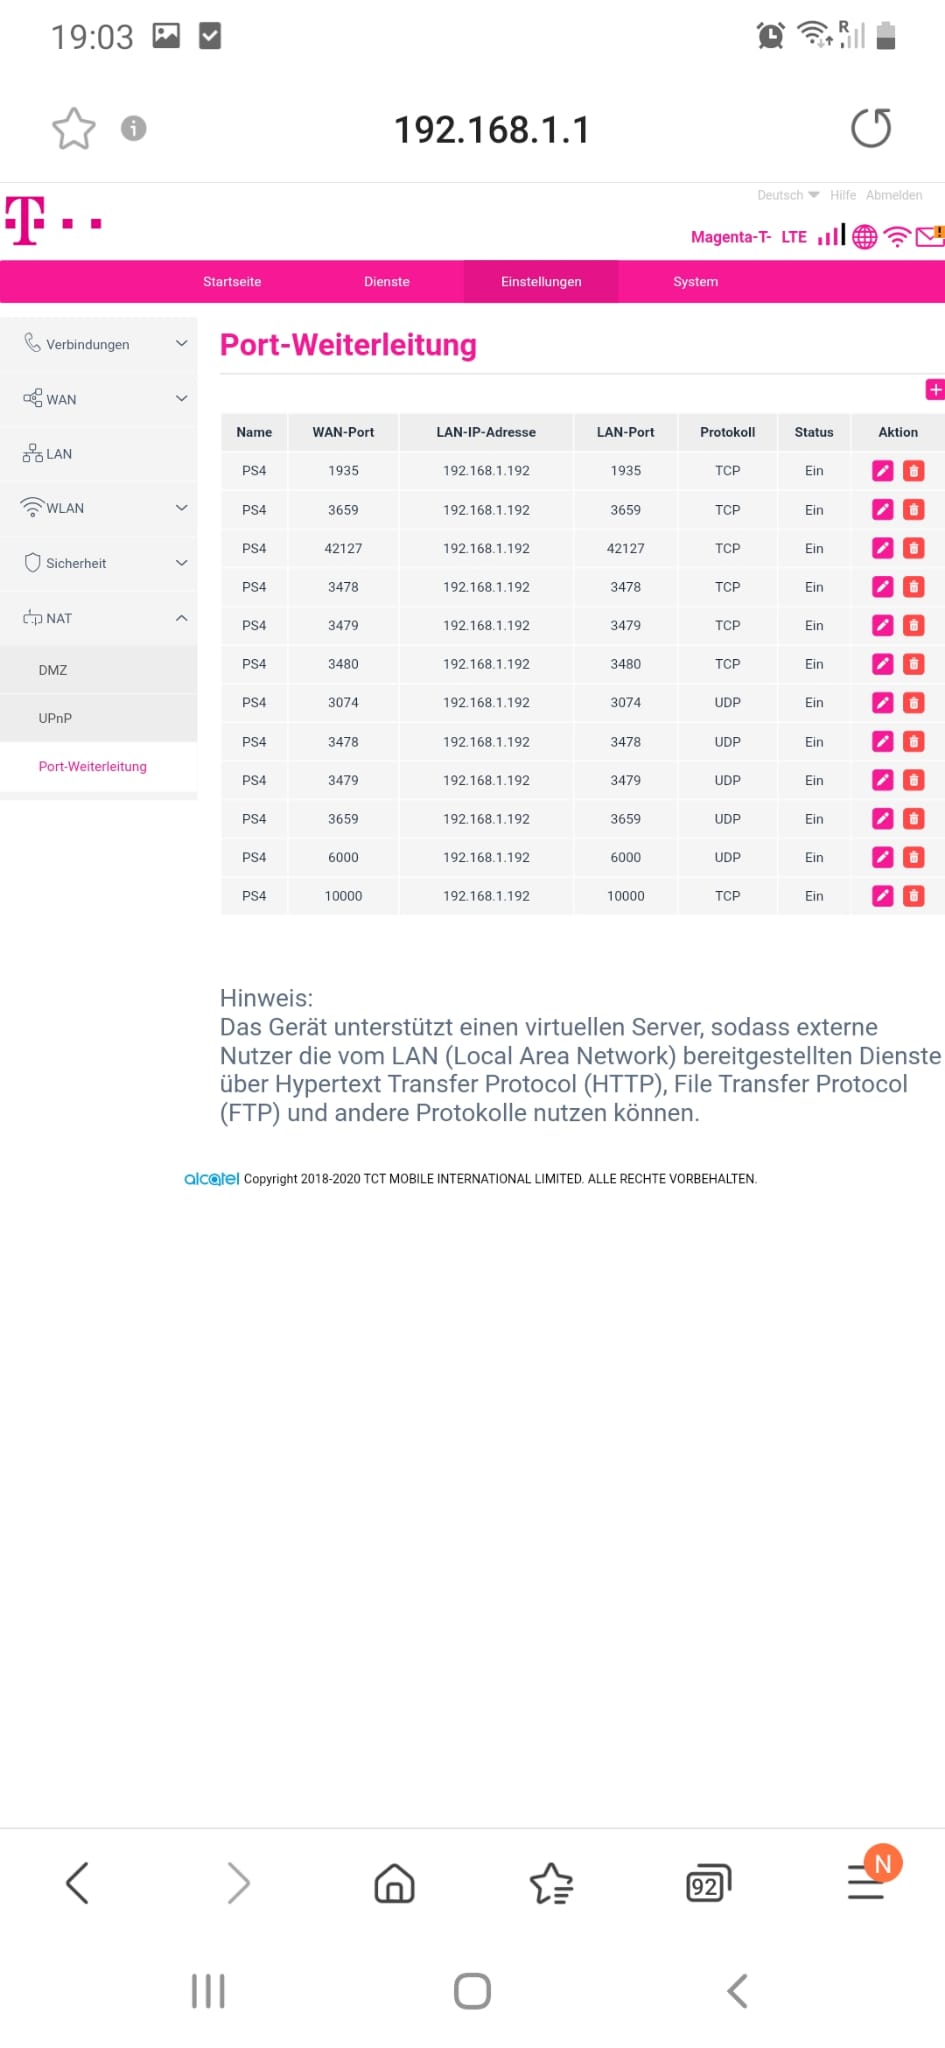 19:03
R
192.168.1.1
Deutsch Hilfe Abmelden
T
Magenta-T- LTE
Startseite Dienste Einstellungen System
Verbindungen
WAN
LAN
WLAN
Sicherheit
NAT
DMZ
UPnP
Port-Weiterleitung
Port-Weiterleitung
Name WAN-Port LAN-IP-Adresse LAN-Port Protokoll Status Aktion
PS4 1935 192.168.1.192 1935 TCP Ein
PS4 3659 192.168.1.192 3659 TCP Ein
PS4 42127 192.168.1.192 42127 TCP Ein
PS4 3478 192.168.1.192 3478 TCP Ein
PS4 3479 192.168.1.192 3479 TCP Ein
PS4 3480 192.168.1.192 3480 TCP Ein
PS4 3074 192.168.1.192 3074 UDP Ein
PS4 3478 192.168.1.192 3478 UDP Ein
PS4 3479 192.168.1.192 3479 UDP Ein
PS4 3659 192.168.1.192 3659 UDP Ein
PS4 6000 192.168.1.192 6000 UDP Ein
PS4 10000 192.168.1.192 10000 TCP Ein
Hinweis:
Das Gerät unterstützt einen virtuellen Server, sodass externe
Nutzer die vom LAN (Local Area Network) bereitgestellten Dienste
über Hypertext Transfer Protocol (HTTP), File Transfer Protocol
(FTP) und andere Protokolle nutzen können.
alcatel Copyright 2018-2020 TCT MOBILE INTERNATIONAL LIMITED. ALLE RECHTE VORBEHALTEN.
92
N